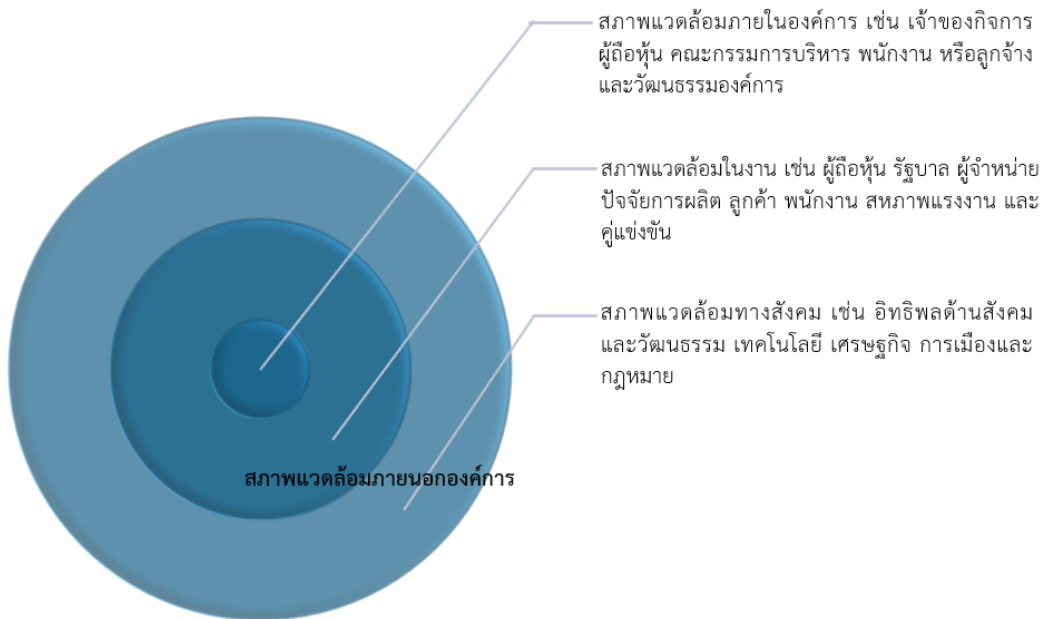 สภาพแวดล้อมภายในองค์การ เช่น เจ้าของกิจการ
ผู้ถือหุ้น คณะกรรมการบริหาร พนักงาน หรือลูกจ้าง
และวัฒนธรรมองค์การ
สภาพแวดล้อมในงาน เช่น ผู้ถือหุ้น รัฐบาล ผู้จำหน่าย
ปัจจัยการผลิต ลูกค้า พนักงาน สหภาพแรงงาน และ
คู่แข่งขัน
สภาพแวดล้อมทางสังคม เช่น อิทธิพลด้านสังคม
และวัฒนธรรม เทคโนโลยี เศรษฐกิจ การเมืองและ
กฎหมาย
สภาพแวดล้อมภายนอกองค์การ